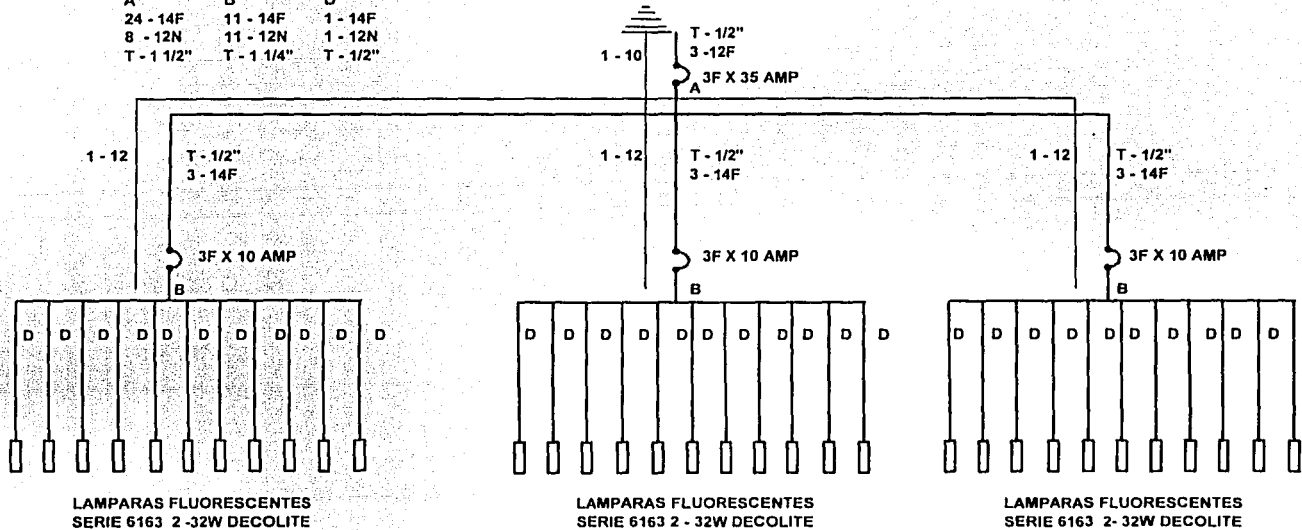 A B D
24 - 14F 11 - 14F 1 - 14F
8 - 12N 11 - 12N 1 - 12N
T - 1 1/2" T - 1 1/4" T - 1/2"
T - 1/2"
1 - 10 3 -12F
3F X 35 AMP
A
1 - 12 T - 1/2" 1 - 12 T - 1/2" 1 - 12 T - 1/2"
3 - 14F 3 - 14F 3 - 14F
3F X 10 AMP 3F X 10 AMP 3F X 10 AMP
B B B
D D D D D D D D D D D D D D D D D D D D D D D D D D D D D D D D D
LAMPARAS FLUORESCENTES LAMPARAS FLUORESCENTES LAMPARAS FLUORESCENTES
SERIE 6163 2 -32W DECOLITE SERIE 6163 2 - 32W DECOLITE SERIE 6163 2- 32W DECOLITE